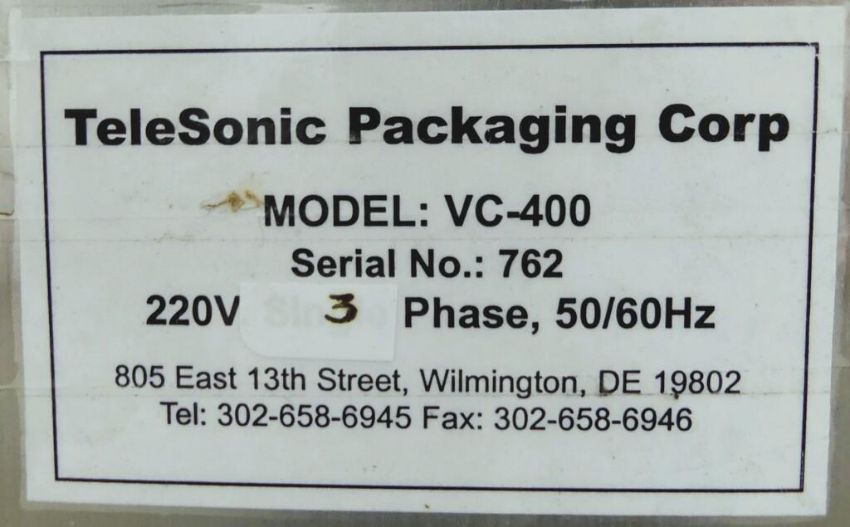 TeleSonic Packaging Corp
MODEL: VC-400
Serial No.: 762
220V 3 Phase, 50/60Hz
805 East 13th Street, Wilmington, DE 19802
Tel: 302-658-6945 Fax: 302-658-6946